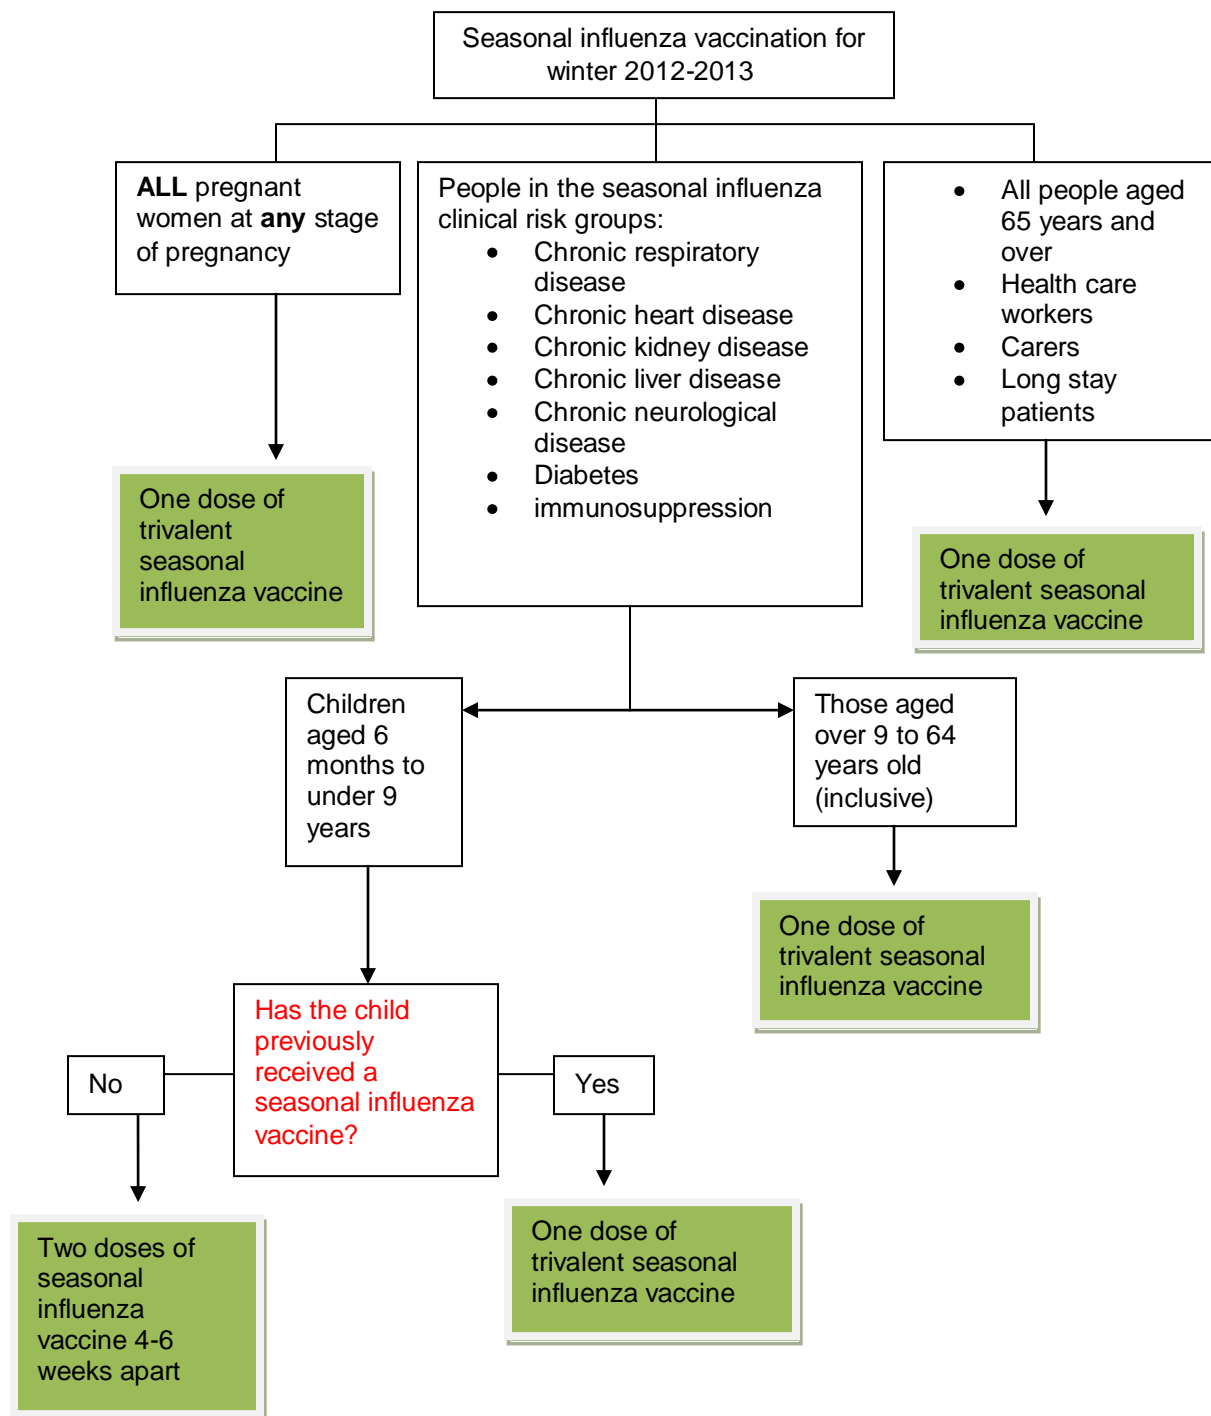 Seasonal influenza vaccination for
winter 2012-2013
ALL pregnant
women at any stage
of pregnancy
People in the seasonal influenza
clinical risk groups:
• Chronic respiratory
disease
• Chronic heart disease
• Chronic kidney disease
• Chronic liver disease
• Chronic neurological
disease
• Diabetes
• immunosuppression
• All people aged
65 years and
over
• Health care
workers
• Carers
• Long stay
patients
One dose of
trivalent
seasonal
influenza vaccine
One dose of
trivalent seasonal
influenza vaccine
Children
aged 6
months to
under 9
years
Those aged
over 9 to 64
years old
(inclusive)
One dose of
trivalent seasonal
influenza vaccine
Has the child
previously
received a
seasonal influenza
vaccine?
No
Yes
Two doses of
seasonal
influenza
vaccine 4-6
weeks apart
One dose of
trivalent seasonal
influenza vaccine